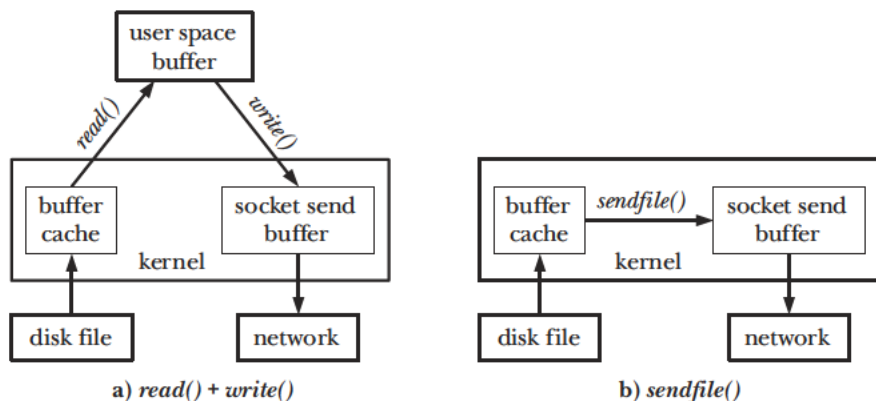 user space
buffer
read()
write()
buffer
cache
socket send
buffer
kernel
disk file
network
a) read() + write()
buffer
cache
sendfile()
socket send
buffer
kernel
disk file
network
b) sendfile()